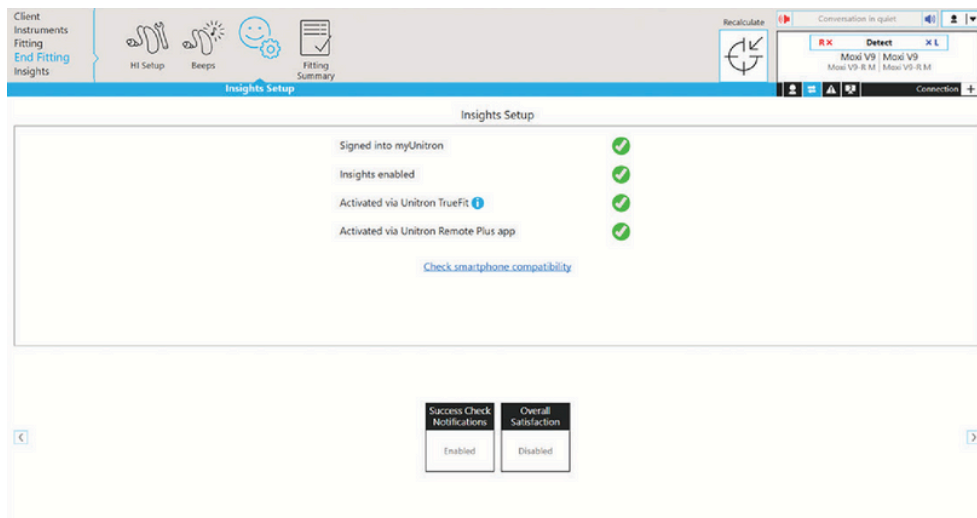 Client
Instruments
Fitting
End Fitting
Insights
HI Setup
Beeps
Fitting
Summary
Insights Setup
Recalculate
Conversation in quiet
R X Detect X L
Moxi V9 | Moxi V9
Moxi V9-R M | Moxi V9-R M
Connection +
Insights Setup
Signed into myUnitron
Insights enabled
Activated via Unitron TrueFit
Activated via Unitron Remote Plus app
Check smartphone compatibility
Success Check
Notifications
Enabled
Overall
Satisfaction
Disabled